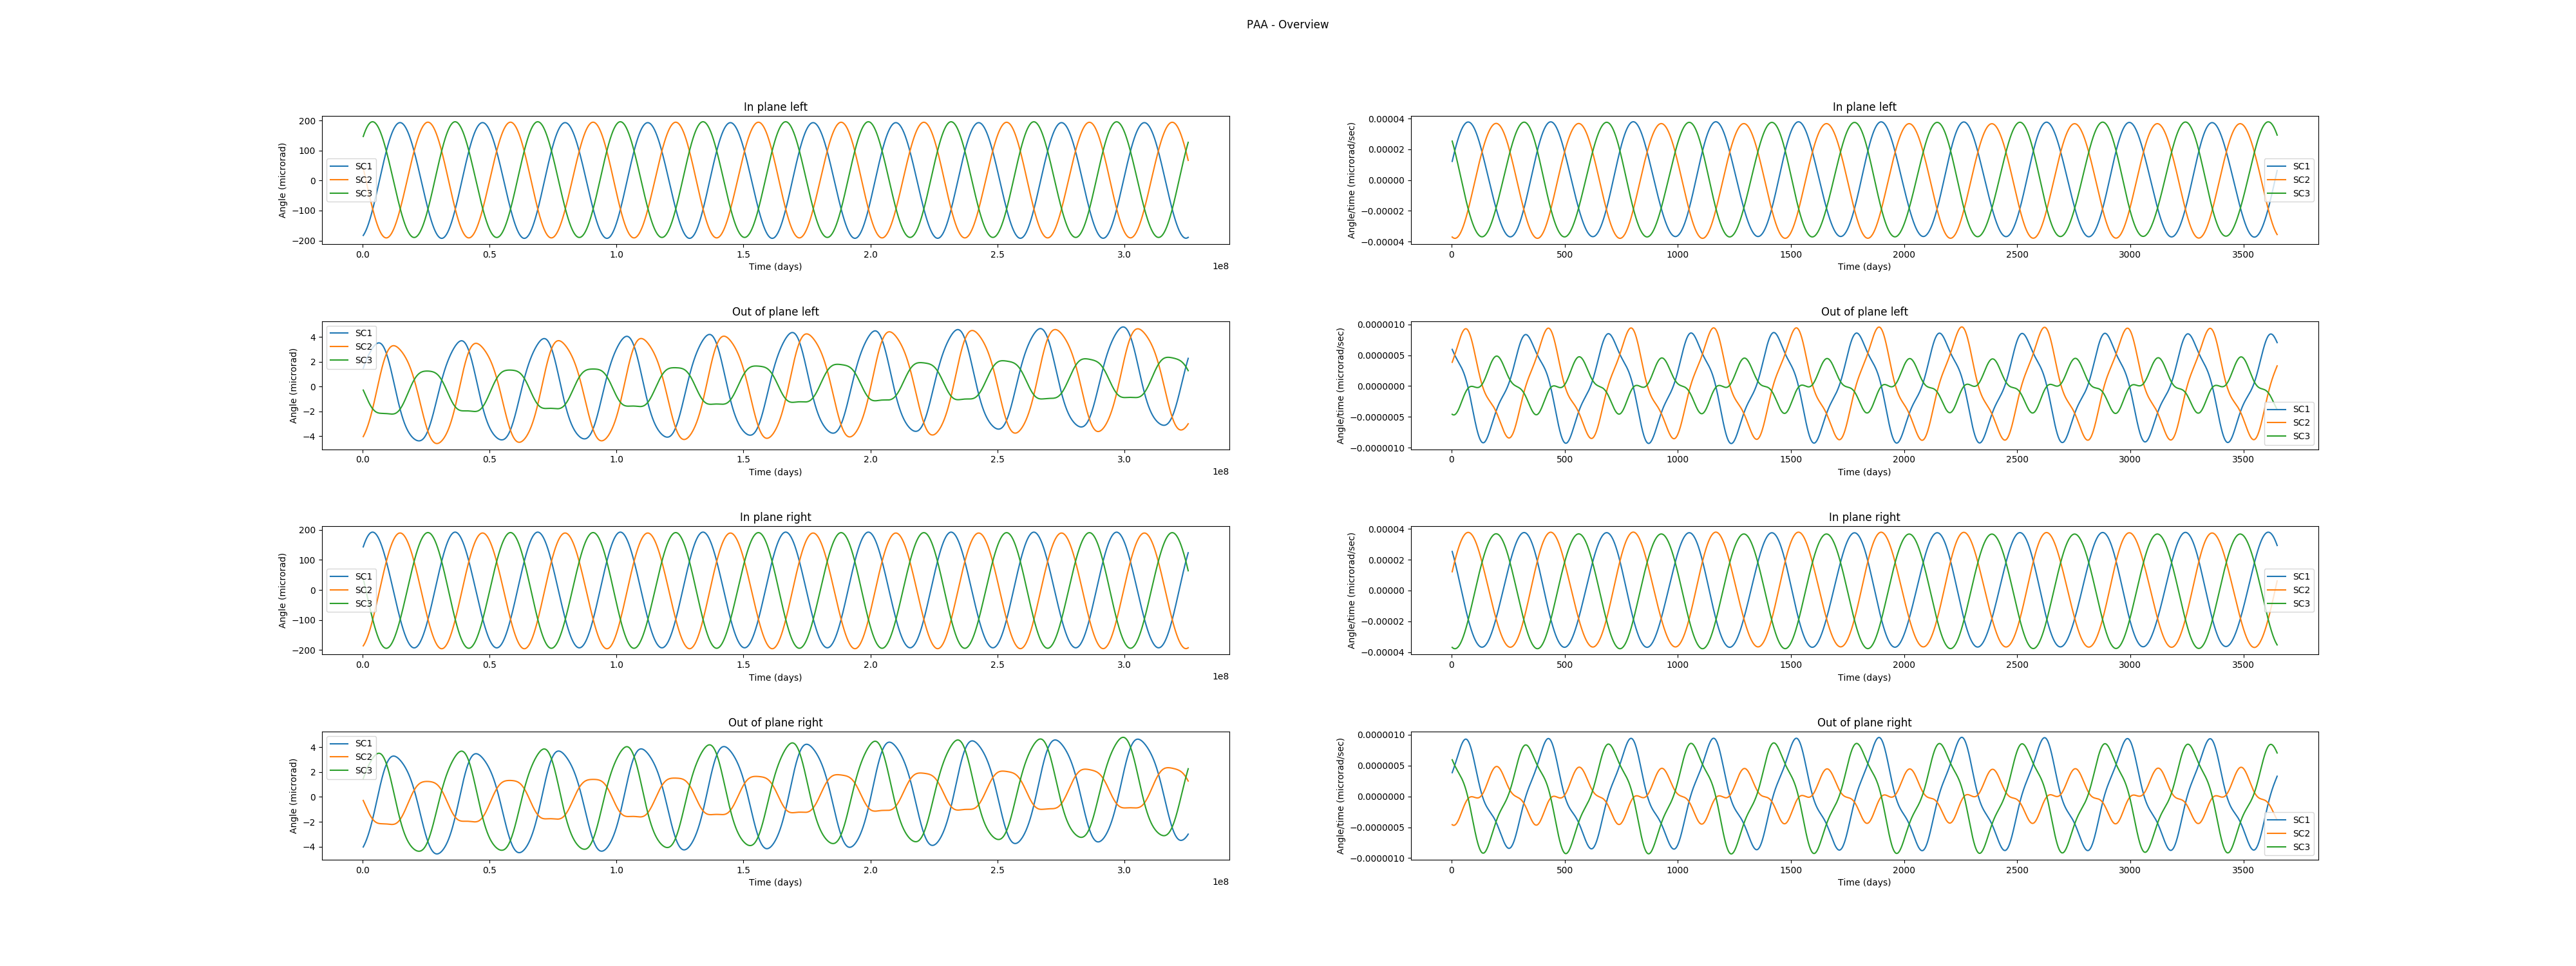 PAA - Overview
In plane left
Angle (microrad)
200
100
0
−100
−200
SC1
SC2
SC3
0.0
0.5
1.0
1.5
2.0
2.5
3.0
1e8
Time (days)
In plane left
Angle/time (microrad/sec)
0.00004
0.00002
0.00000
−0.00002
−0.00004
SC1
SC2
SC3
0
500
1000
1500
2000
2500
3000
3500
Time (days)
Out of plane left
Angle (microrad)
4
2
0
−2
−4
SC1
SC2
SC3
0.0
0.5
1.0
1.5
2.0
2.5
3.0
1e8
Time (days)
Out of plane left
Angle/time (microrad/sec)
0.0000010
0.0000005
0.0000000
−0.0000005
−0.0000010
SC1
SC2
SC3
0
500
1000
1500
2000
2500
3000
3500
Time (days)
In plane right
Angle (microrad)
200
100
0
−100
−200
SC1
SC2
SC3
0.0
0.5
1.0
1.5
2.0
2.5
3.0
1e8
Time (days)
In plane right
Angle/time (microrad/sec)
0.00004
0.00002
0.00000
−0.00002
−0.00004
SC1
SC2
SC3
0
500
1000
1500
2000
2500
3000
3500
Time (days)
Out of plane right
Angle (microrad)
4
2
0
−2
−4
SC1
SC2
SC3
0.0
0.5
1.0
1.5
2.0
2.5
3.0
1e8
Time (days)
Out of plane right
Angle/time (microrad/sec)
0.0000010
0.0000005
0.0000000
−0.0000005
−0.0000010
SC1
SC2
SC3
0
500
1000
1500
2000
2500
3000
3500
Time (days)